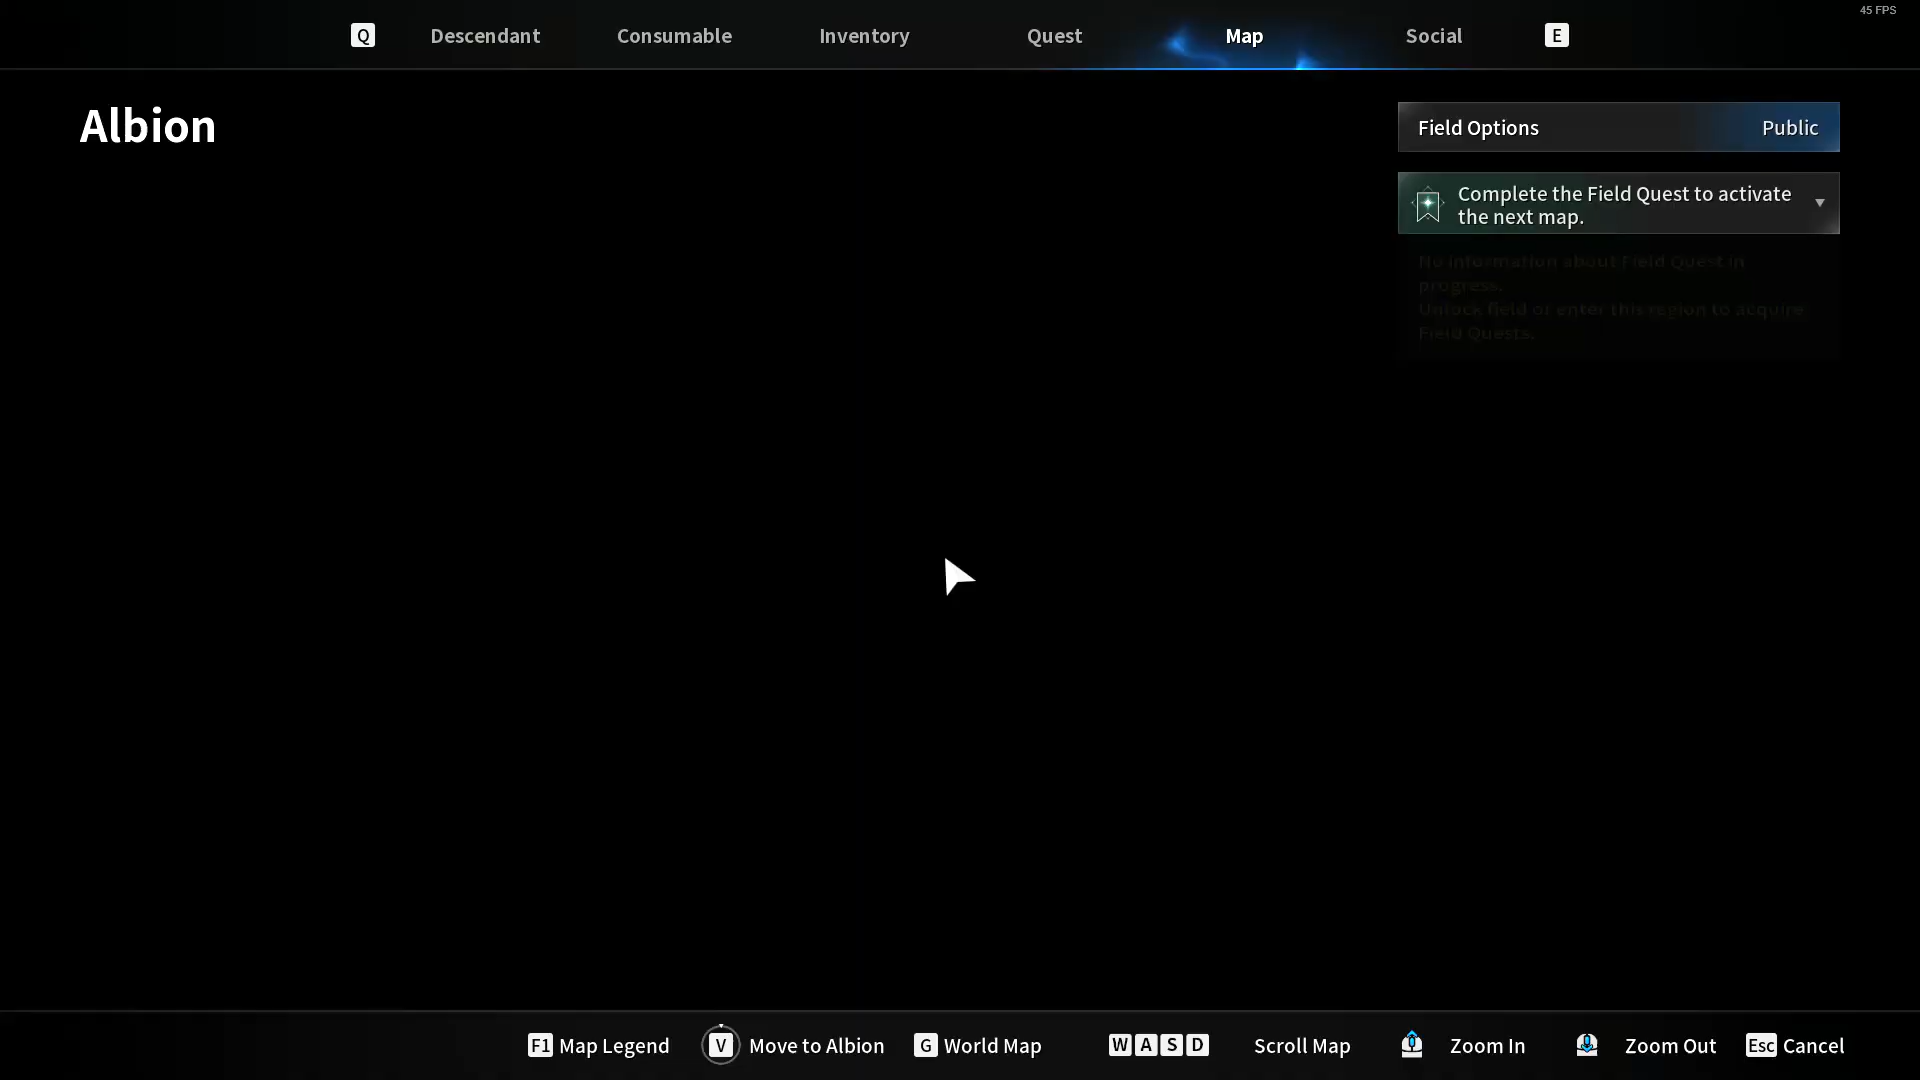 45 FPS
Q Descendant Consumable Inventory Quest Map Social E
Albion
Field Options Public
Complete the Field Quest to activate
the next map.
No information about Field Quest in
progress.
Unlock field or enter this region to acquire
Field Quests.
F1 Map Legend V Move to Albion G World Map W A S D Scroll Map Zoom In Zoom Out Esc Cancel